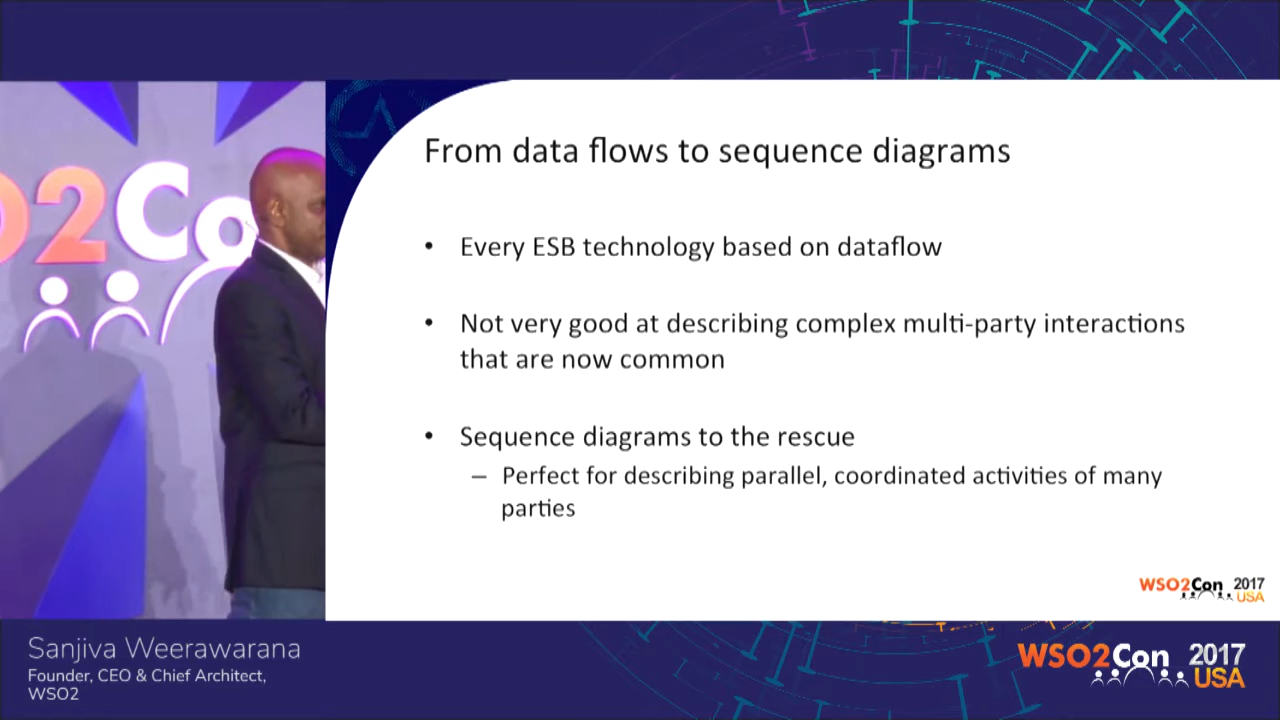 From data flows to sequence diagrams
• Every ESB technology based on dataflow
• Not very good at describing complex multi-party interactions
that are now common
• Sequence diagrams to the rescue
– Perfect for describing parallel, coordinated activities of many
parties
WSO2Con 2017
USA
O2Co
Sanjiva Weerawarana
Founder, CEO & Chief Architect,
WSO2
WSO2Con 2017
USA